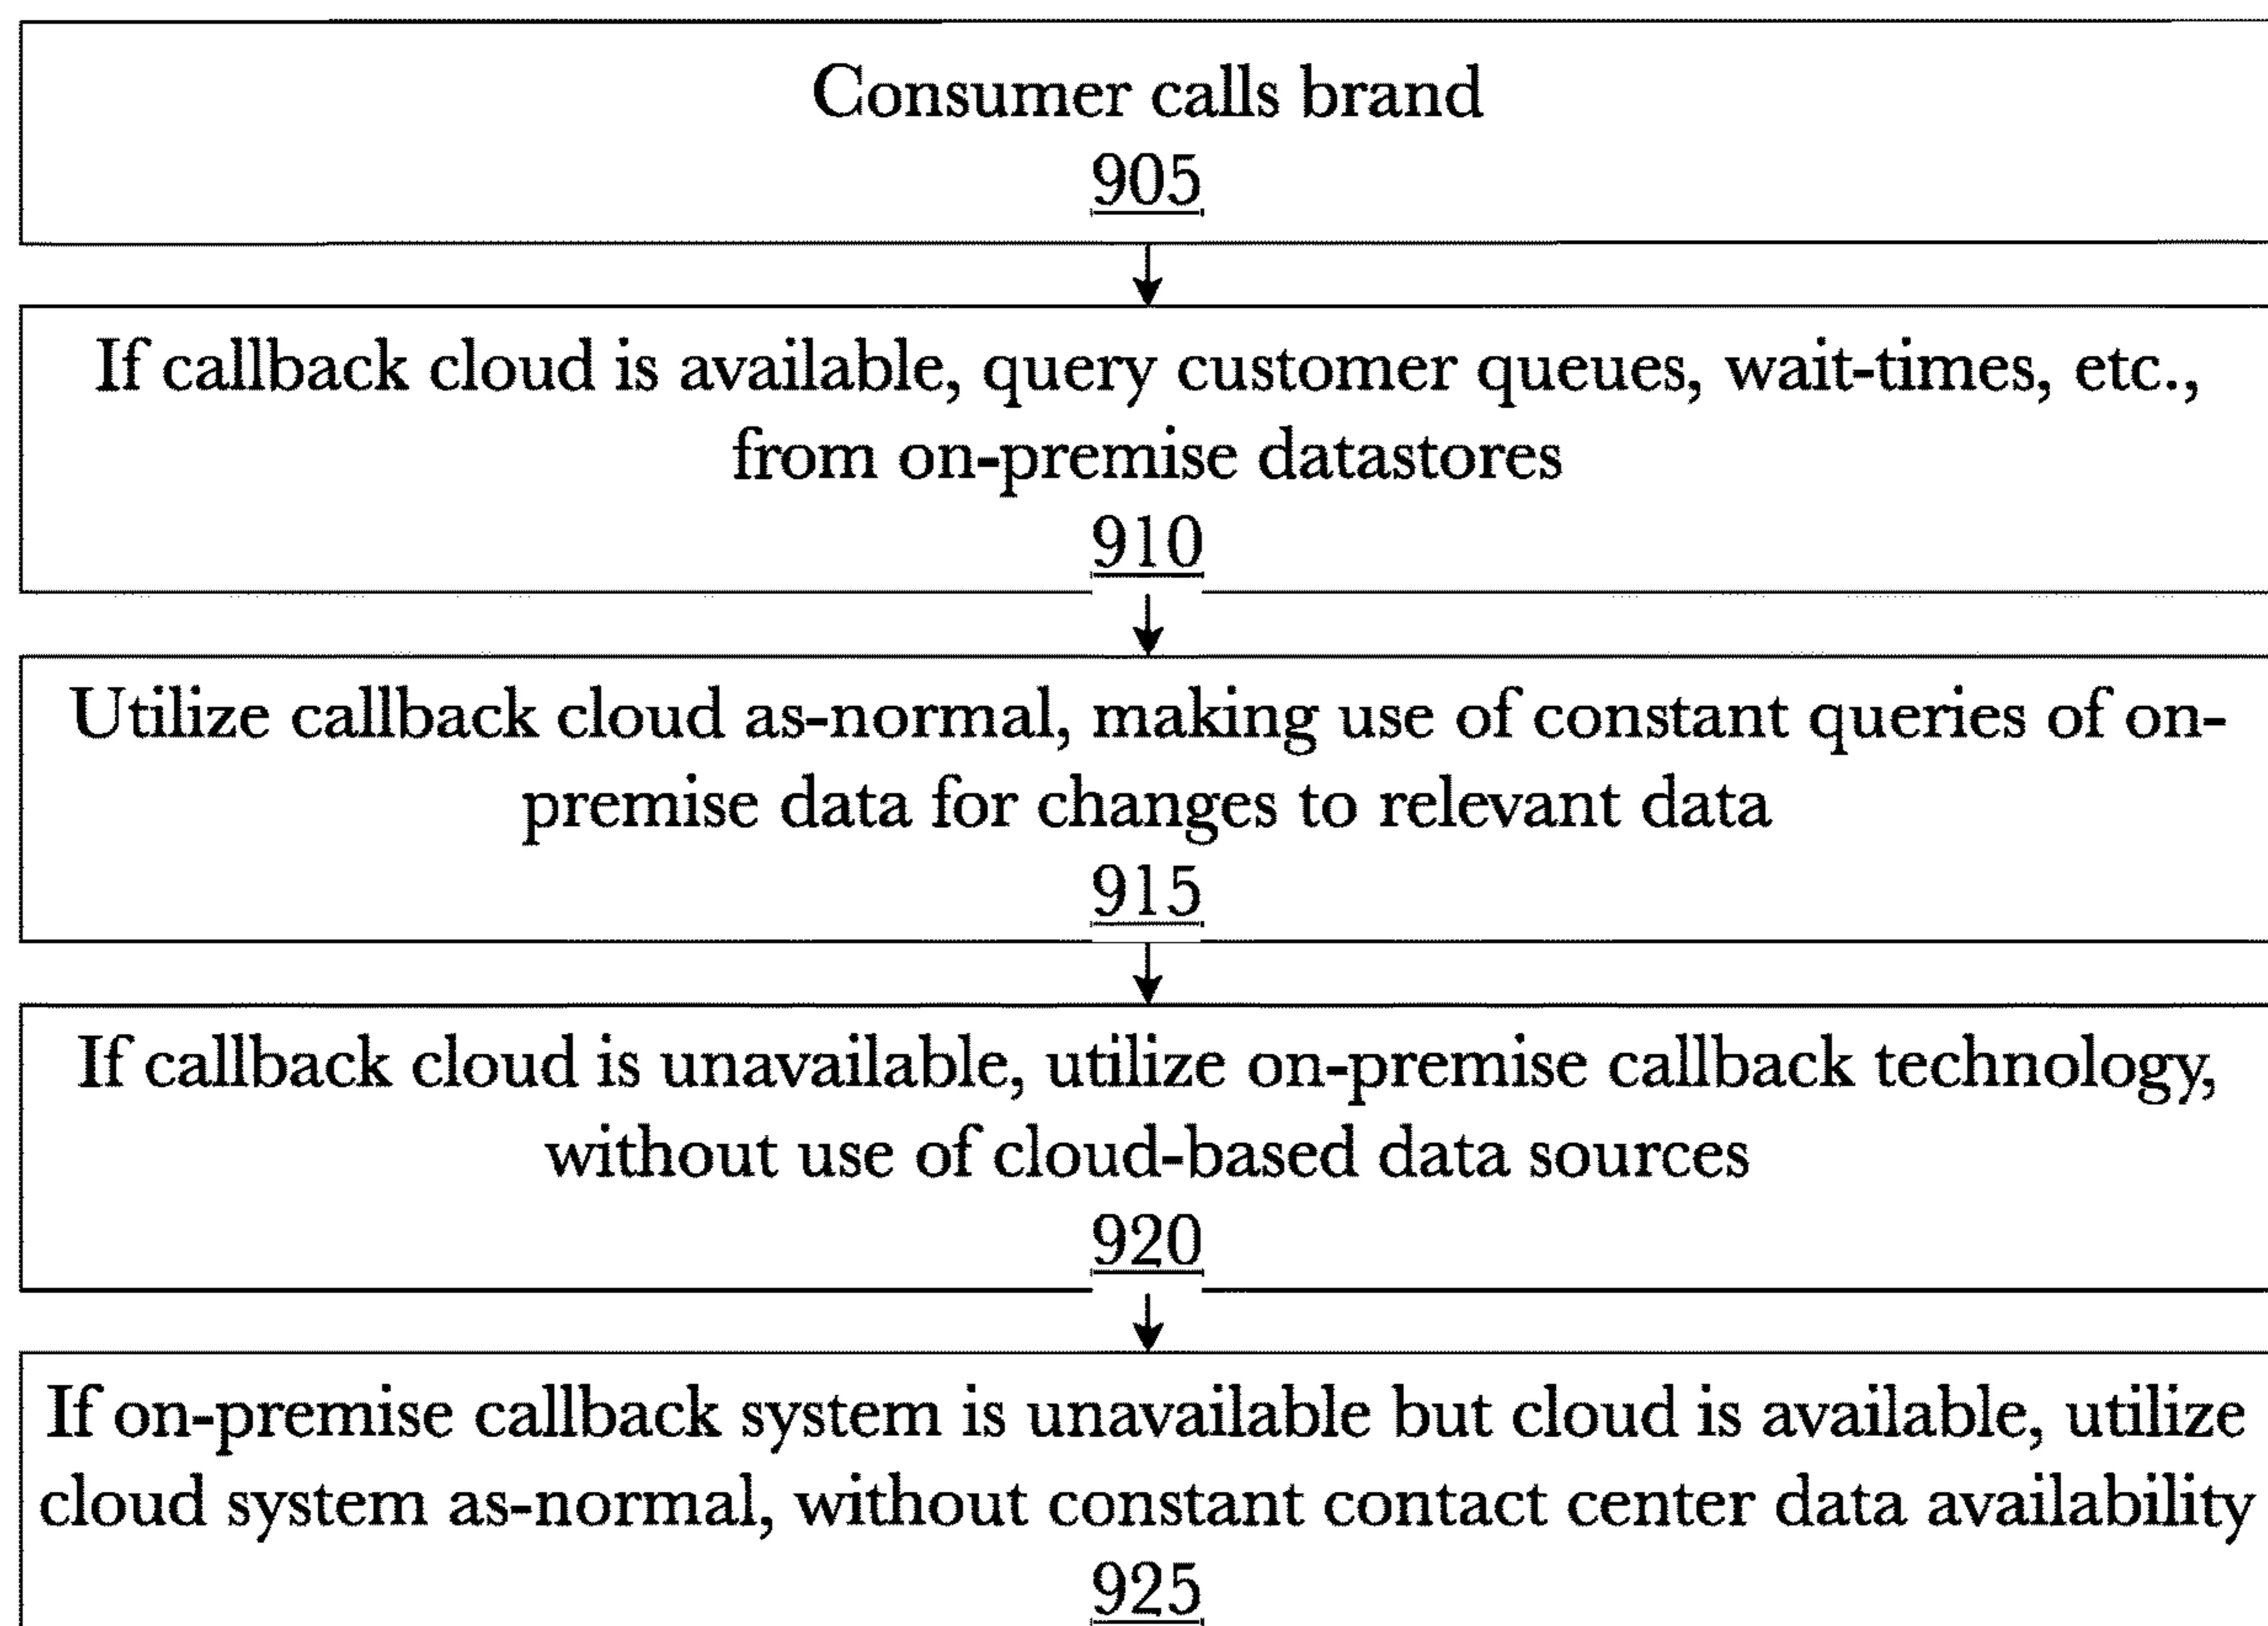 Consumer calls brand
905
If callback cloud is available, query customer queues, wait-times, etc.,
from on-premise datastores
910
Utilize callback cloud as-normal, making use of constant queries of on-
premise data for changes to relevant data
915
If callback cloud is unavailable, utilize on-premise callback technology,
without use of cloud-based data sources
920
If on-premise callback system is unavailable but cloud is available, utilize
cloud system as-normal, without constant contact center data availability
925